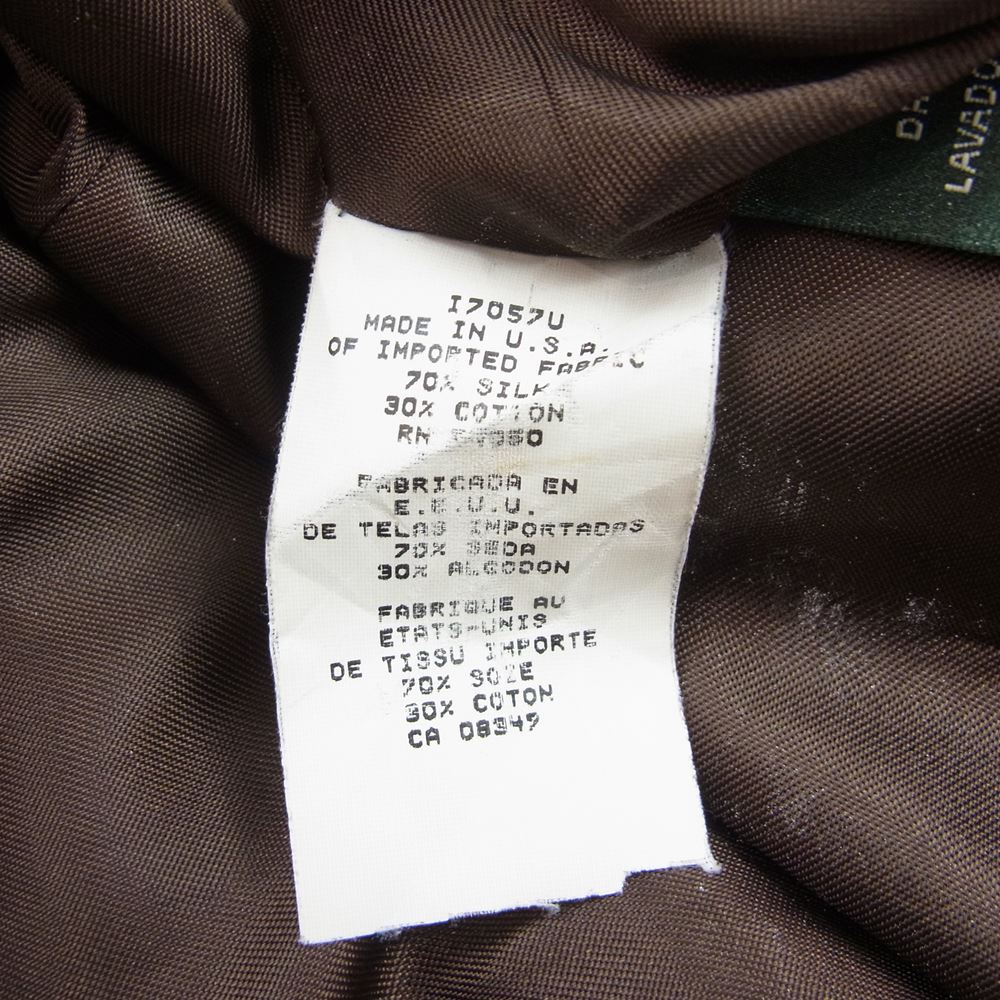 I7057U
MADE IN U.S.A.
OF IMPORTED FABRIC
70% SILK
30% COTTON
RN
FABRICADA EN
E.E.U.U.
DE TELAS IMPORTADAS
70% SEDA
30% ALGODON
FABRIQUE AU
ETATS-UNIS
DE TISSU IMPORTE
70% SOIE
30% COTON
CA 08347
LAVADO